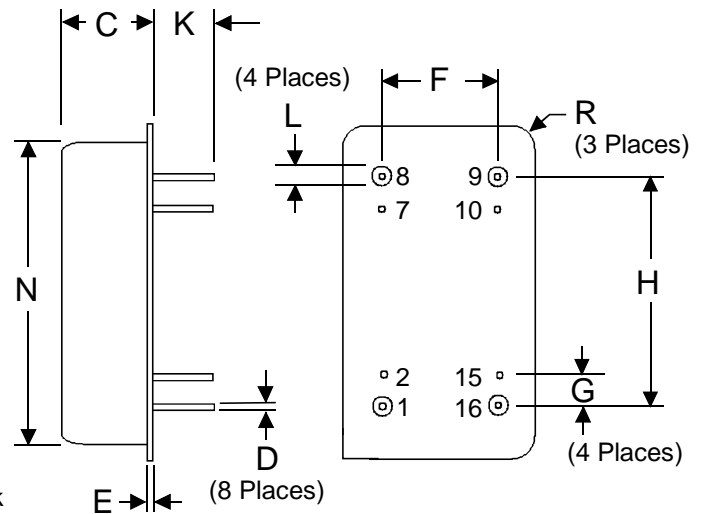 C K
(4 Places)
F
L
R
(3 Places)
8 9
7 10
N
H
2 15
G
1 16
D
(4 Places)
(8 Places)
E